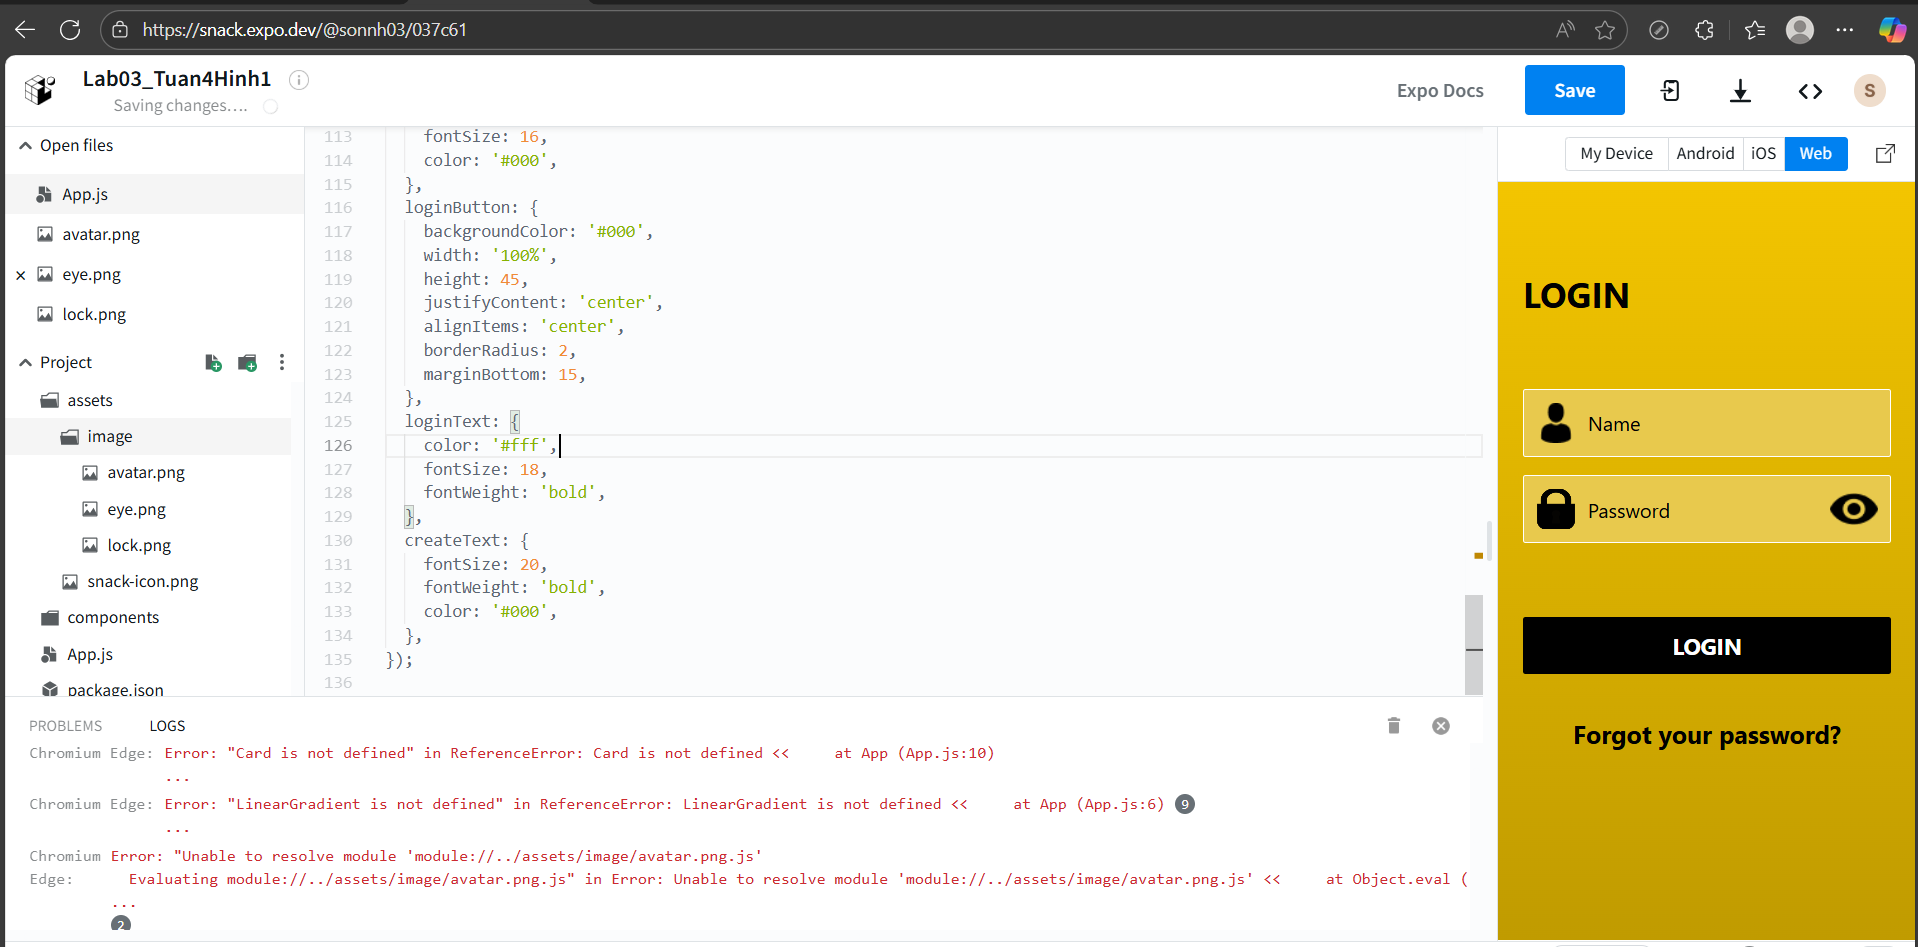 https://snack.expo.dev/@sonnh03/037c61
Lab03_Tuan4Hinh1
Saving changes....
Expo Docs
Save
S
Open files
App.js
avatar.png
eye.png
lock.png
Project
assets
image
avatar.png
eye.png
lock.png
snack-icon.png
components
App.js
package.json
113 fontSize: 16,
114 color: '#000',
115 },
116 loginButton: {
117 backgroundColor: '#000',
118 width: '100%',
119 height: 45,
120 justifyContent: 'center',
121 alignItems: 'center',
122 borderRadius: 2,
123 marginBottom: 15,
124 },
125 loginText: {
126 color: '#fff',
127 fontSize: 18,
128 fontWeight: 'bold',
129 },
130 createText: {
131 fontSize: 20,
132 fontWeight: 'bold',
133 color: '#000',
134 },
135 });
136
My Device Android iOS Web
LOGIN
Name
Password
LOGIN
Forgot your password?
PROBLEMS LOGS
Chromium Edge: Error: "Card is not defined" in ReferenceError: Card is not defined << at App (App.js:10)
...
Chromium Edge: Error: "LinearGradient is not defined" in ReferenceError: LinearGradient is not defined << at App (App.js:6) 9
...
Chromium Error: "Unable to resolve module 'module://../assets/image/avatar.png.js'
Edge: Evaluating module://../assets/image/avatar.png.js" in Error: Unable to resolve module 'module://../assets/image/avatar.png.js' << at Object.eval (
...
2